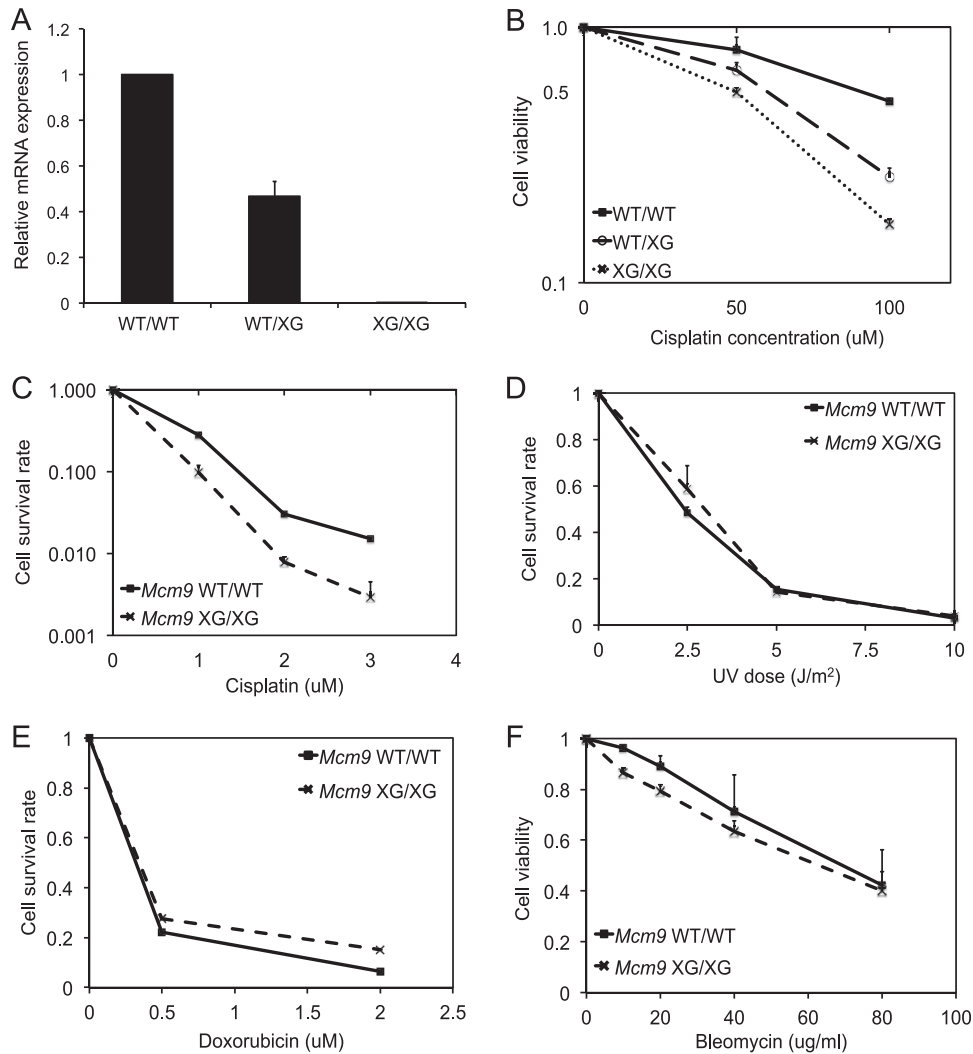 A
Relative mRNA expression
1.2
1
0.8
0.6
0.4
0.2
0
WT/WT
WT/XG
XG/XG
B
Cell viability
1.0
0.5
0.1
WT/WT
WT/XG
XG/XG
0
50
100
Cisplatin concentration (uM)
C
Cell survival rate
1.000
0.100
0.010
0.001
Mcm9 WT/WT
Mcm9 XG/XG
0
1
2
3
4
Cisplatin (uM)
D
Cell survival rate
1
0.8
0.6
0.4
0.2
0
Mcm9 WT/WT
Mcm9 XG/XG
0
2.5
5
7.5
10
UV dose (J/m²)
E
Cell survival rate
1
0.8
0.6
0.4
0.2
0
Mcm9 WT/WT
Mcm9 XG/XG
0
0.5
1
1.5
2
2.5
Doxorubicin (uM)
F
Cell viability
1
0.8
0.6
0.4
0.2
0
Mcm9 WT/WT
Mcm9 XG/XG
0
20
40
60
80
100
Bleomycin (ug/ml)